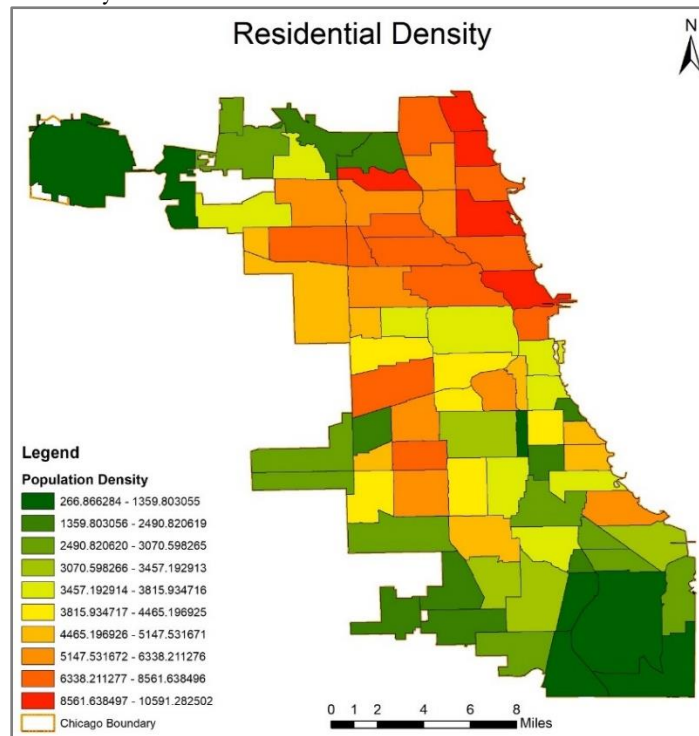 Residential Density
N
Legend
Population Density
266.866284 - 1359.803055
1359.803056 - 2490.820619
2490.820620 - 3070.598265
3070.598266 - 3457.192913
3457.192914 - 3815.934716
3815.934717 - 4465.196925
4465.196926 - 5147.531671
5147.531672 - 6338.211276
6338.211277 - 8561.638496
8561.638497 - 10591.282502
Chicago Boundary
0 1 2 4 6 8
Miles